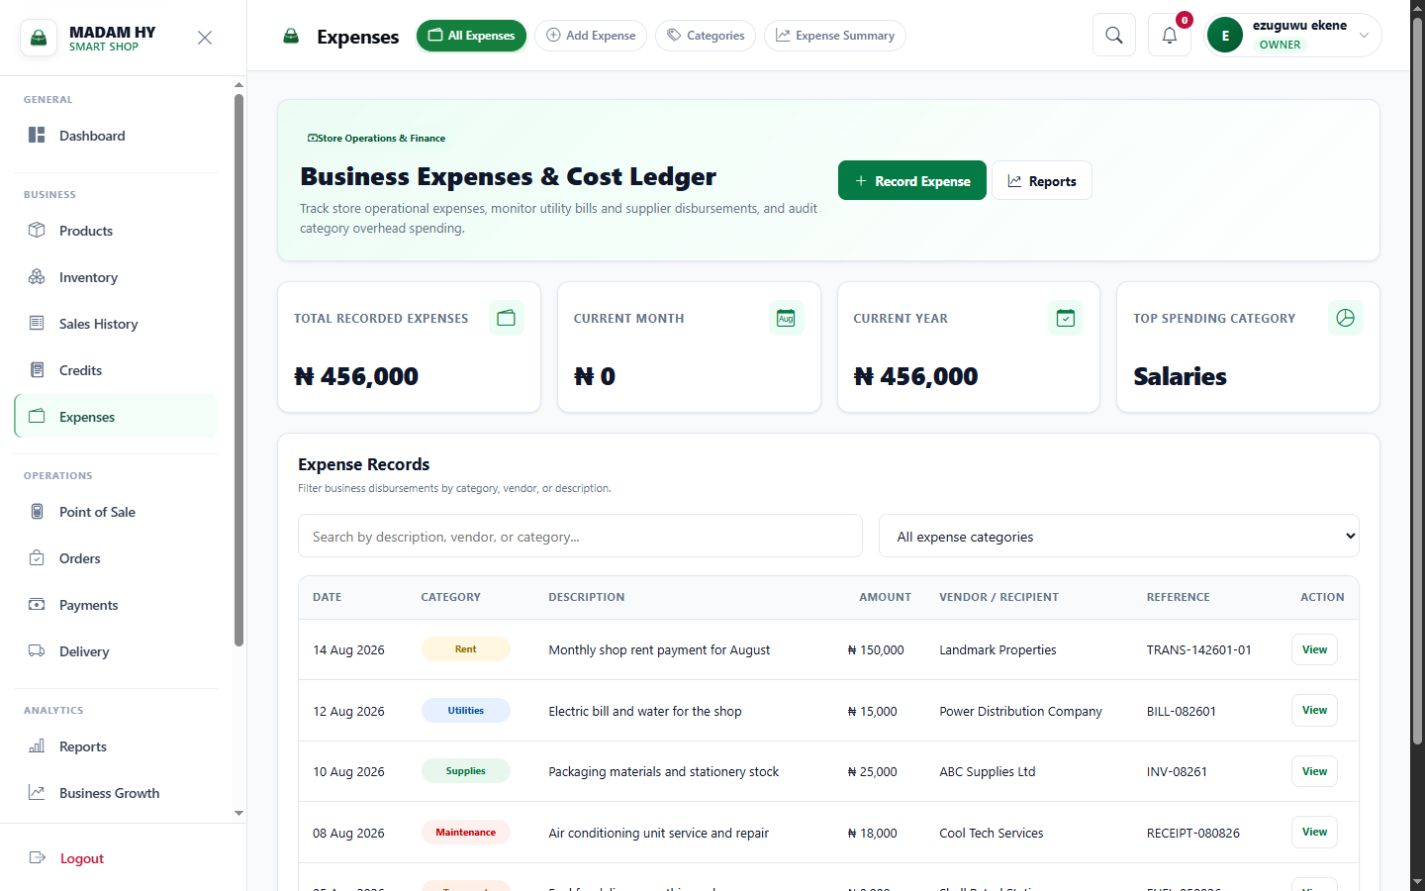 MADAM HY
SMART SHOP
GENERAL
Dashboard
BUSINESS
Products
Inventory
Sales History
Credits
Expenses
OPERATIONS
Point of Sale
Orders
Payments
Delivery
ANALYTICS
Reports
Business Growth
Logout
Expenses
All Expenses
Add Expense
Categories
Expense Summary
0
E
ezuguwu ekene
OWNER
Store Operations & Finance
Business Expenses & Cost Ledger
Track store operational expenses, monitor utility bills and supplier disbursements, and audit
category overhead spending.
+ Record Expense
Reports
TOTAL RECORDED EXPENSES
₦ 456,000
CURRENT MONTH
Aug
₦ 0
CURRENT YEAR
₦ 456,000
TOP SPENDING CATEGORY
Salaries
Expense Records
Filter business disbursements by category, vendor, or description.
Search by description, vendor, or category...
All expense categories
DATE CATEGORY DESCRIPTION AMOUNT VENDOR / RECIPIENT REFERENCE ACTION
14 Aug 2026 Rent Monthly shop rent payment for August ₦ 150,000 Landmark Properties TRANS-142601-01 View
12 Aug 2026 Utilities Electric bill and water for the shop ₦ 15,000 Power Distribution Company BILL-082601 View
10 Aug 2026 Supplies Packaging materials and stationery stock ₦ 25,000 ABC Supplies Ltd INV-08261 View
08 Aug 2026 Maintenance Air conditioning unit service and repair ₦ 18,000 Cool Tech Services RECEIPT-080826 View